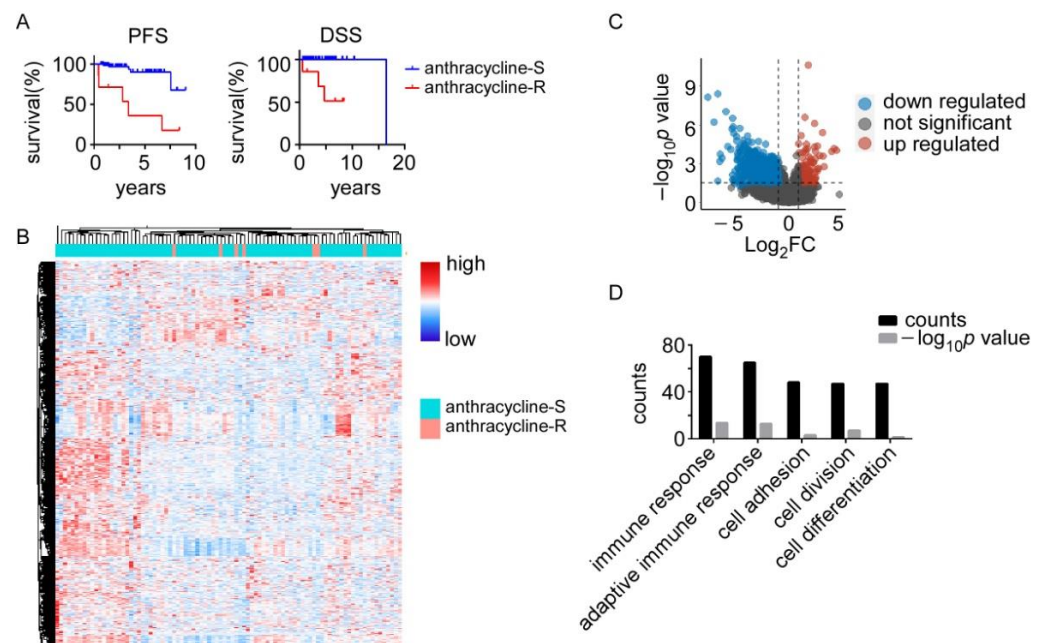 A
PFS
DSS
survival(%)
100
50
0
0
5
10
years
survival(%)
100
50
0
0
10
20
years
anthracycline-S
anthracycline-R
B
high
low
anthracycline-S
anthracycline-R
C
−log₁₀p value
9
6
3
0
−5
0
5
Log₂FC
down regulated
not significant
up regulated
D
counts
−log₁₀p value
counts
80
40
0
immune response
adaptive immune response
cell adhesion
cell division
cell differentiation